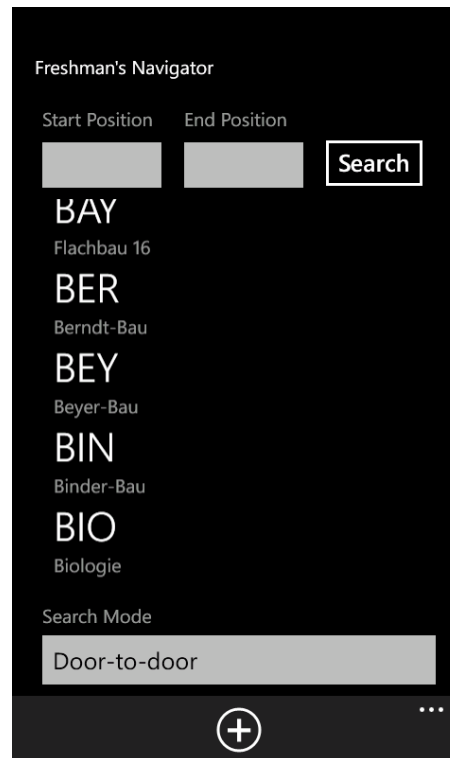 Freshman's Navigator
Start Position End Position
Search
BAY
Flachbau 16
BER
Berndt-Bau
BEY
Beyer-Bau
BIN
Binder-Bau
BIO
Biologie
Search Mode
Door-to-door